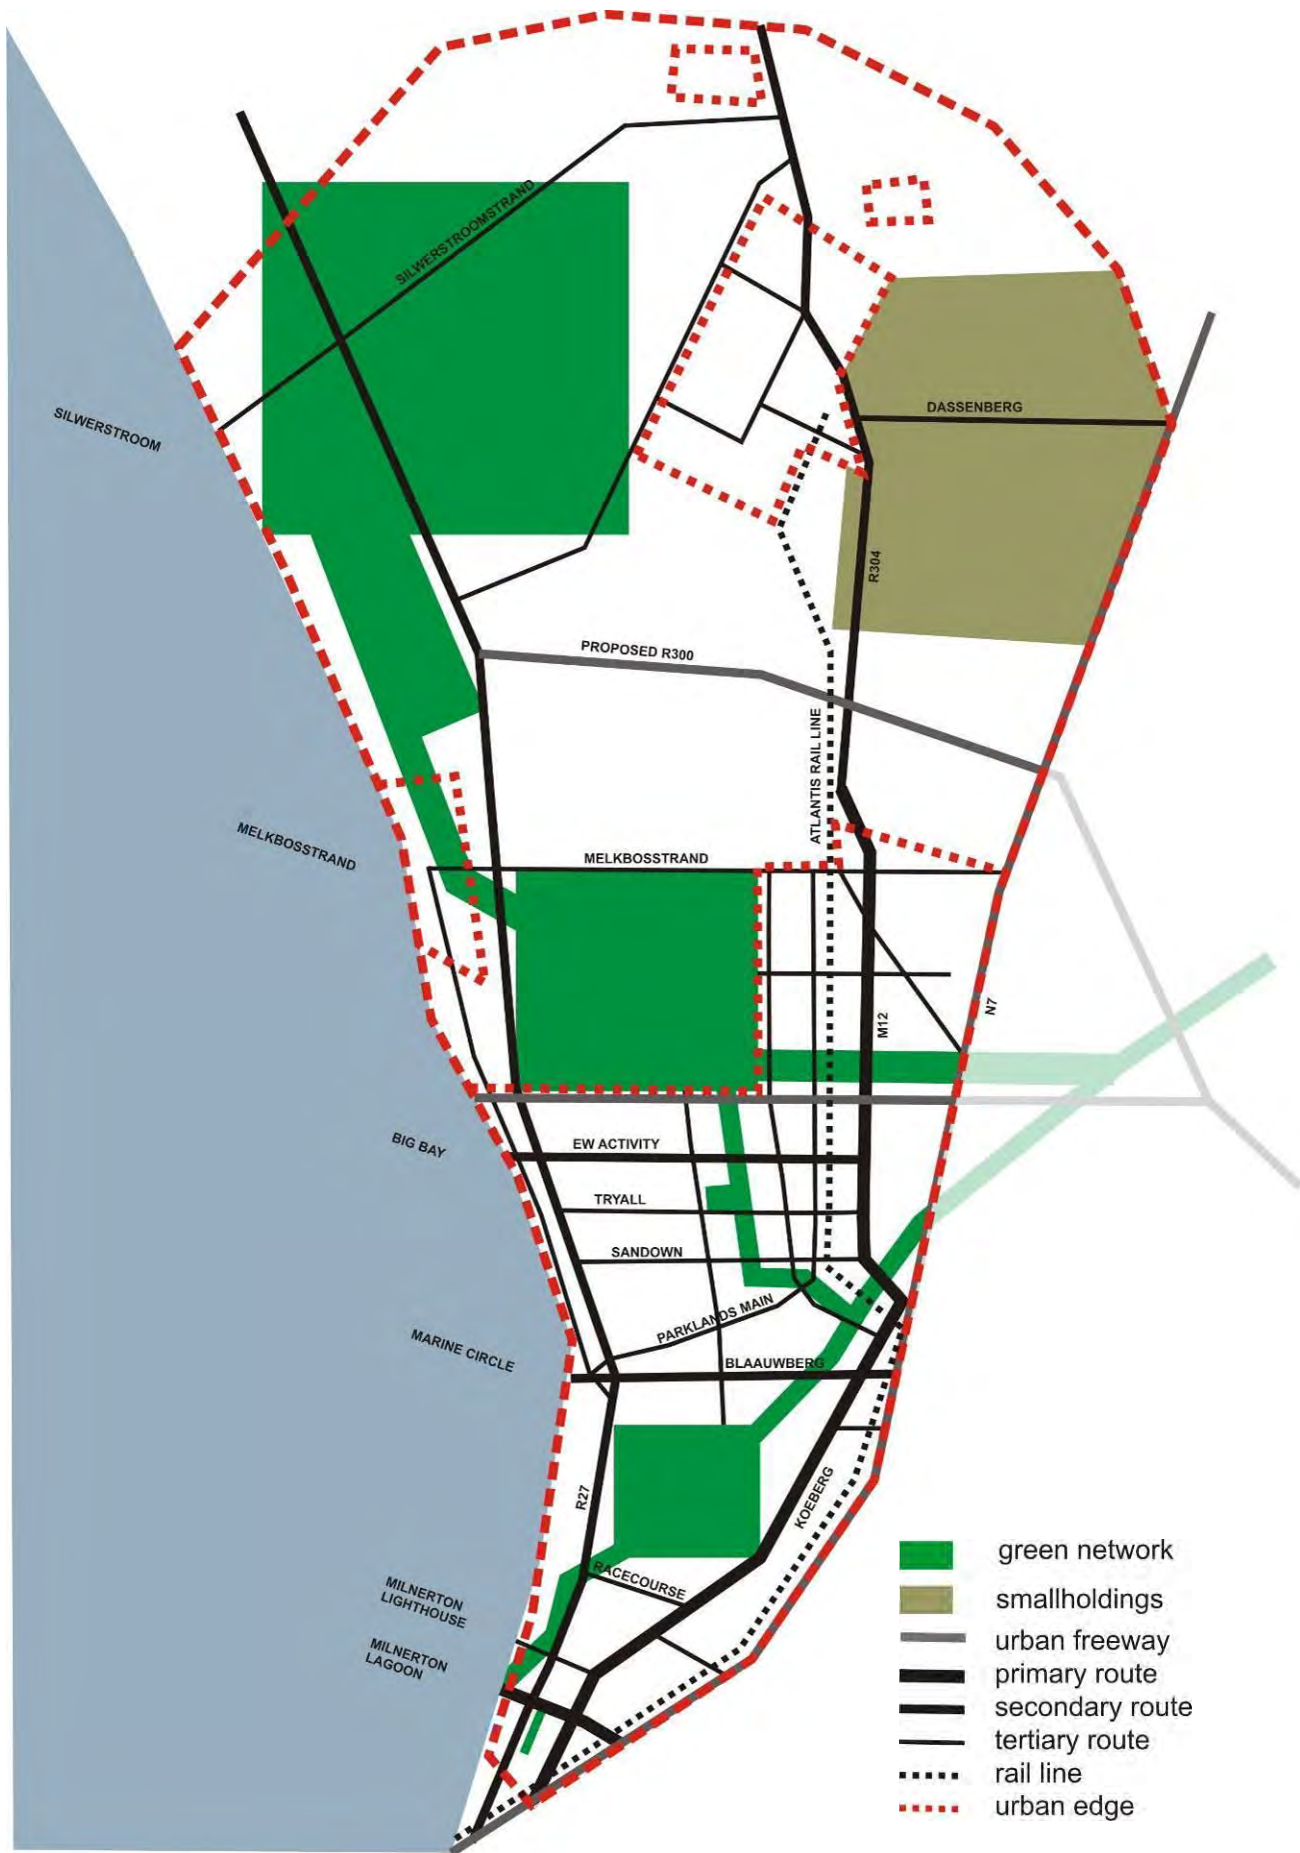 SILWERSTROOMSTRAND
SILWERSTROOM
DASSENBERG
R304
PROPOSED R300
ATLANTIS RAIL LINE
MELKBOSSTRAND
MELKBOSSTRAND
N7
M12
BIG BAY
EW ACTIVITY
TRYALL
SANDOWN
PARKLANDS MAIN
MARINE CIRCLE
BLAAUWBERG
R27
KOEBERG
RACECOURSE
MILNERTON
LIGHTHOUSE
MILNERTON
LAGOON
green network
smallholdings
urban freeway
primary route
secondary route
tertiary route
rail line
urban edge